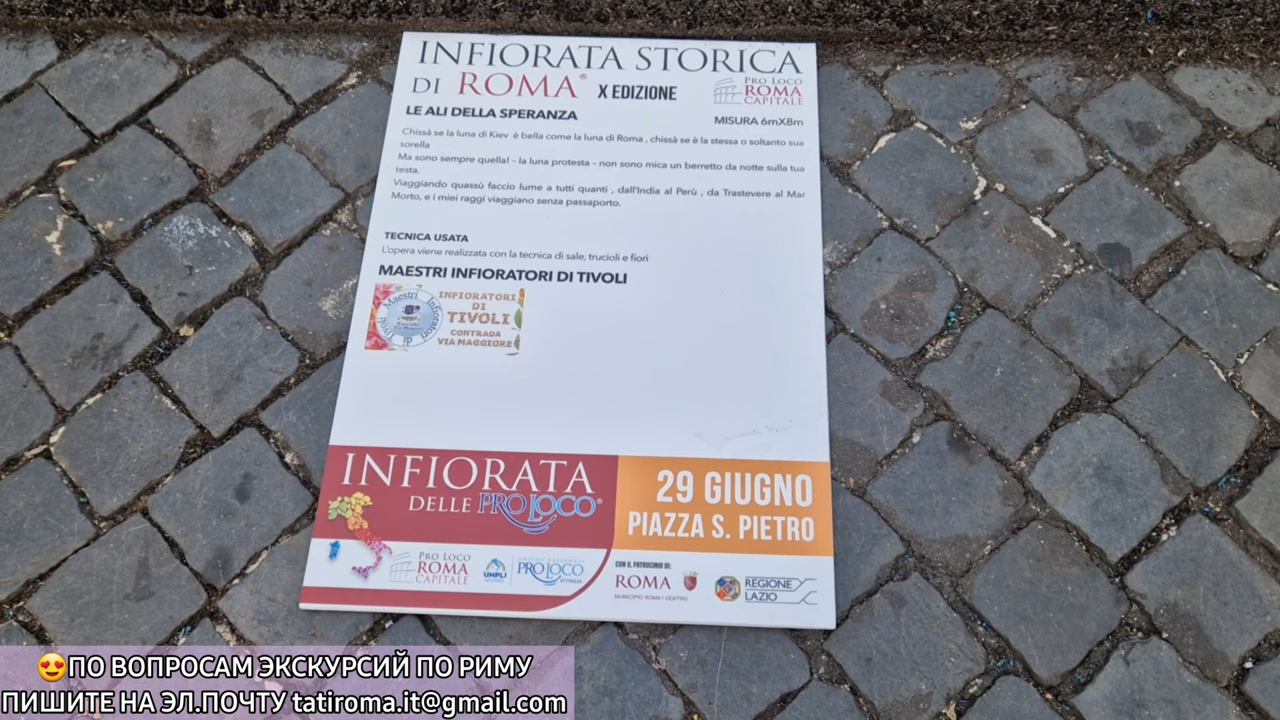 INFIORATA STORICA
DI ROMA® X EDIZIONE
PRO LOCO
ROMA
CAPITALE
LE ALI DELLA SPERANZA
MISURA 6mX8m
Chissà se la luna di Kiev è bella come la luna di Roma , chissà se è la stessa o soltanto sua
sorella
Ma sono sempre quella! - la luna protesta – non sono mica un berretto da notte sulla tua
testa.
Viaggiando quassù faccio lume a tutti quanti , dall'India al Perù , da Trastevere al Mar
Morto, e i miei raggi viaggiano senza passaporto.
TECNICA USATA
L'opera viene realizzata con la tecnica di sale, trucioli e fiori
MAESTRI INFIORATORI DI TIVOLI
Maestri Infioratori di Tivoli
INFIORATORI
DI
TIVOLI
CONTRADA
VIA MAGGIORE
INFIORATA
DELLE PRO LOCO®
29 GIUGNO
PIAZZA S. PIETRO
PRO LOCO
ROMA
CAPITALE
UNPLI
UNIONE NAZIONALE
PRO LOCO
D'ITALIA
CON IL PATROCINIO DI:
ROMA
MUNICIPIO ROMA I CENTRO
REGIONE
LAZIO
😍ПО ВОПРОСАМ ЭКСКУРСИЙ ПО РИМУ
ПИШИТЕ НА ЭЛ.ПОЧТУ tatiroma.it@gmail.com